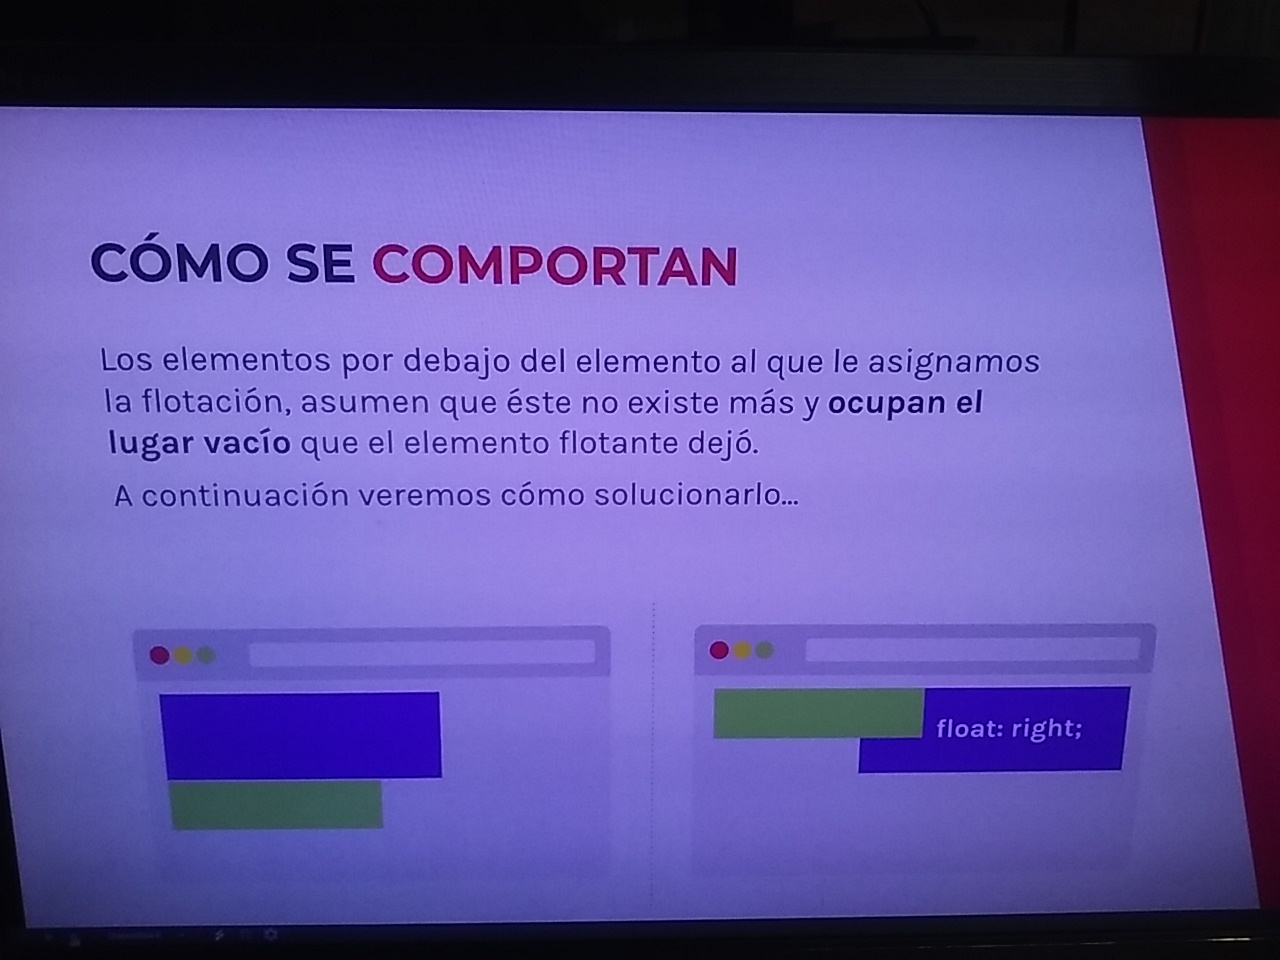 CÓMO SE COMPORTAN
Los elementos por debajo del elemento al que le asignamos
la flotación, asumen que éste no existe más y ocupan el
lugar vacío que el elemento flotante dejó.
A continuación veremos cómo solucionarlo...
float: right;